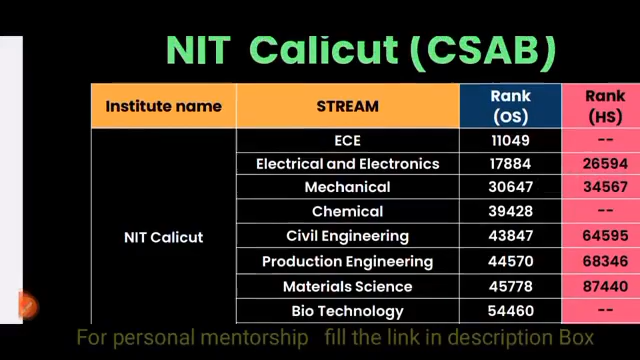 NIT Calicut (CSAB)
Institute name STREAM Rank (OS) Rank (HS)
ECE 11049 --
Electrical and Electronics 17884 26594
Mechanical 30647 34567
Chemical 39428 --
NIT Calicut Civil Engineering 43847 64595
Production Engineering 44570 68346
Materials Science 45778 87440
Bio Technology 54460 --
For personal mentorship fill the link in description Box